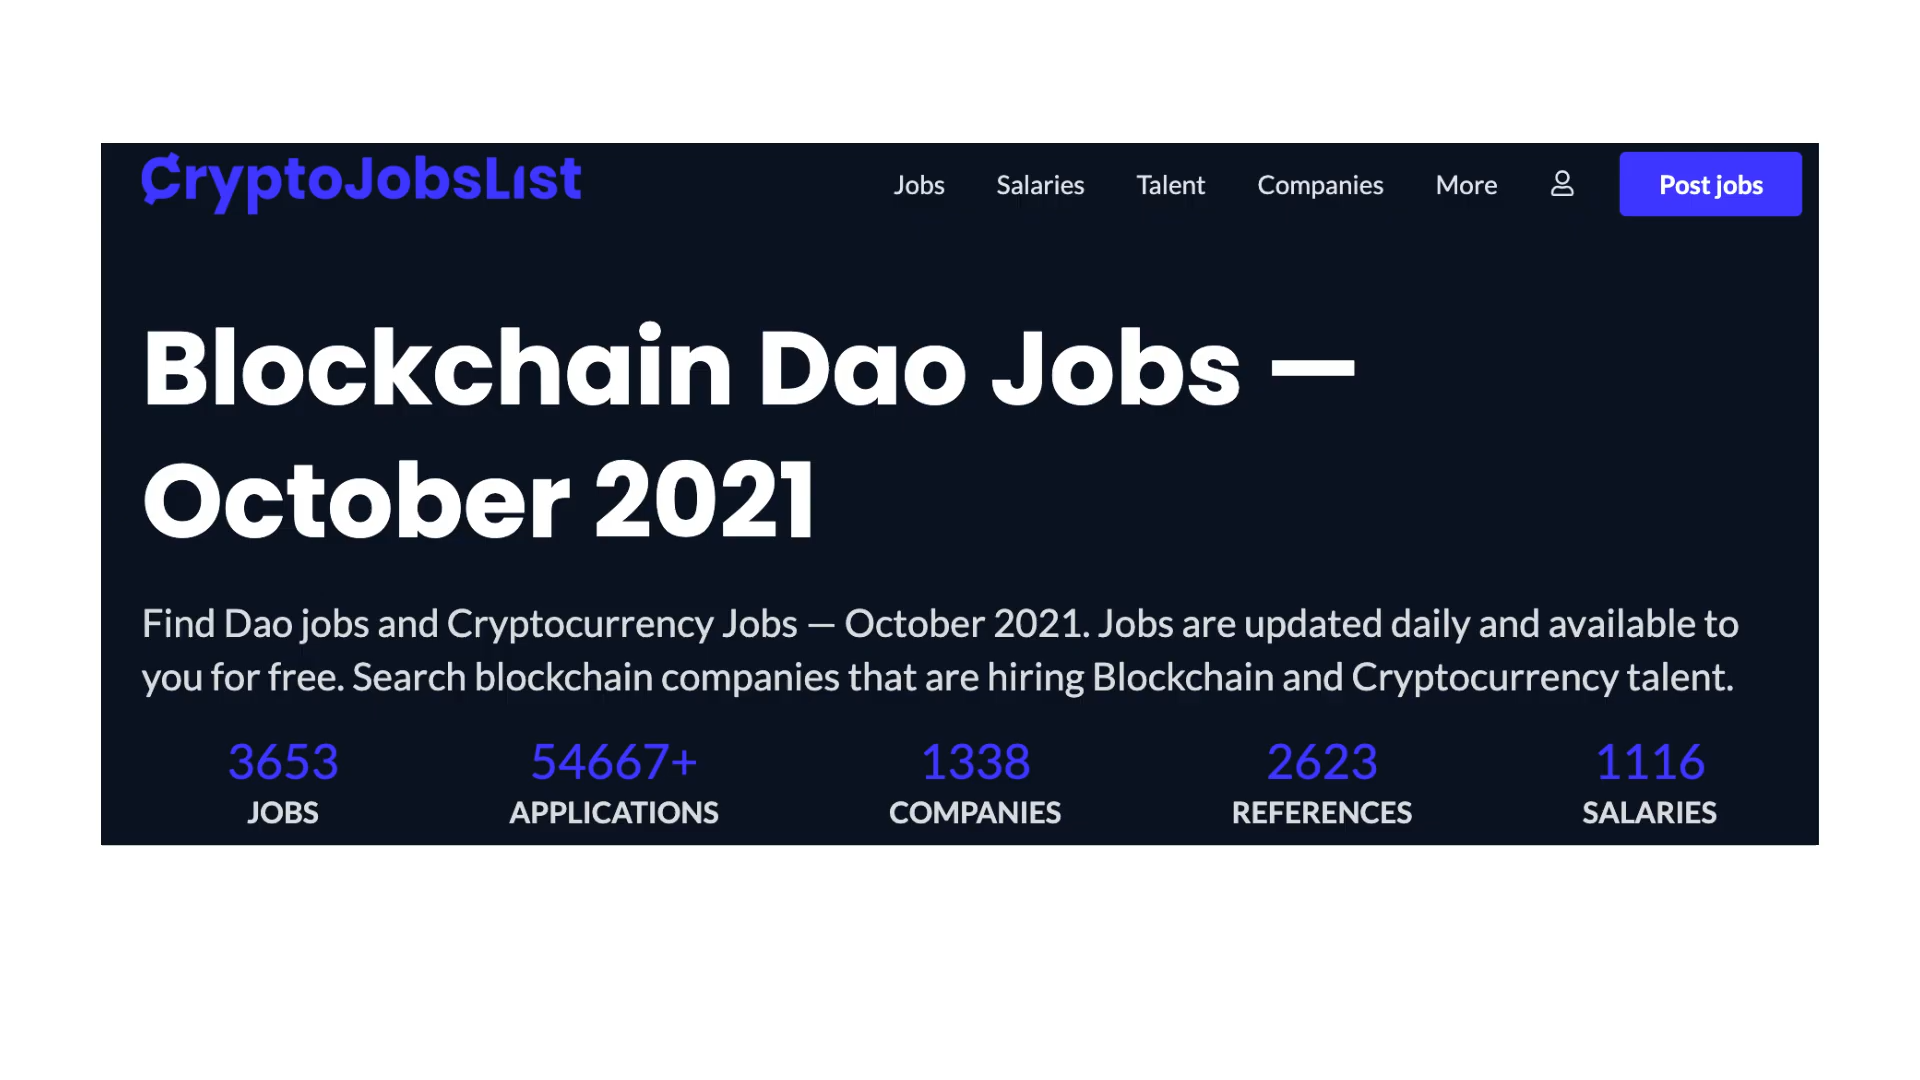 CryptoJobsList
Jobs Salaries Talent Companies More Post jobs
Blockchain Dao Jobs —
October 2021
Find Dao jobs and Cryptocurrency Jobs — October 2021. Jobs are updated daily and available to
you for free. Search blockchain companies that are hiring Blockchain and Cryptocurrency talent.
3653 54667+ 1338 2623 1116
JOBS APPLICATIONS COMPANIES REFERENCES SALARIES